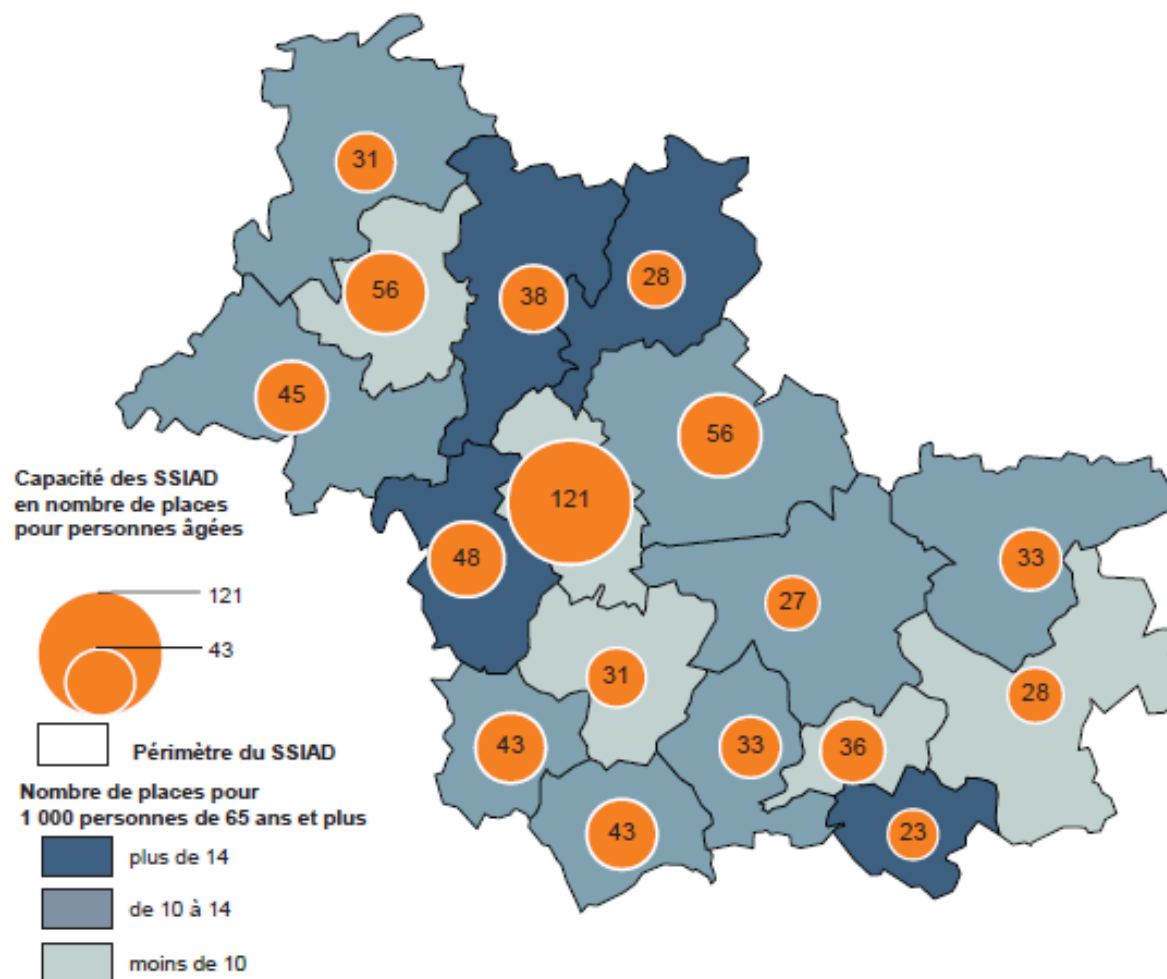 31
28
56
38
45
56
121
48
33
27
31
28
43
33
36
43
23
Capacité des SSIAD
en nombre de places
pour personnes âgées
121
43
Périmètre du SSIAD
Nombre de places pour
1 000 personnes de 65 ans et plus
plus de 14
de 10 à 14
moins de 10